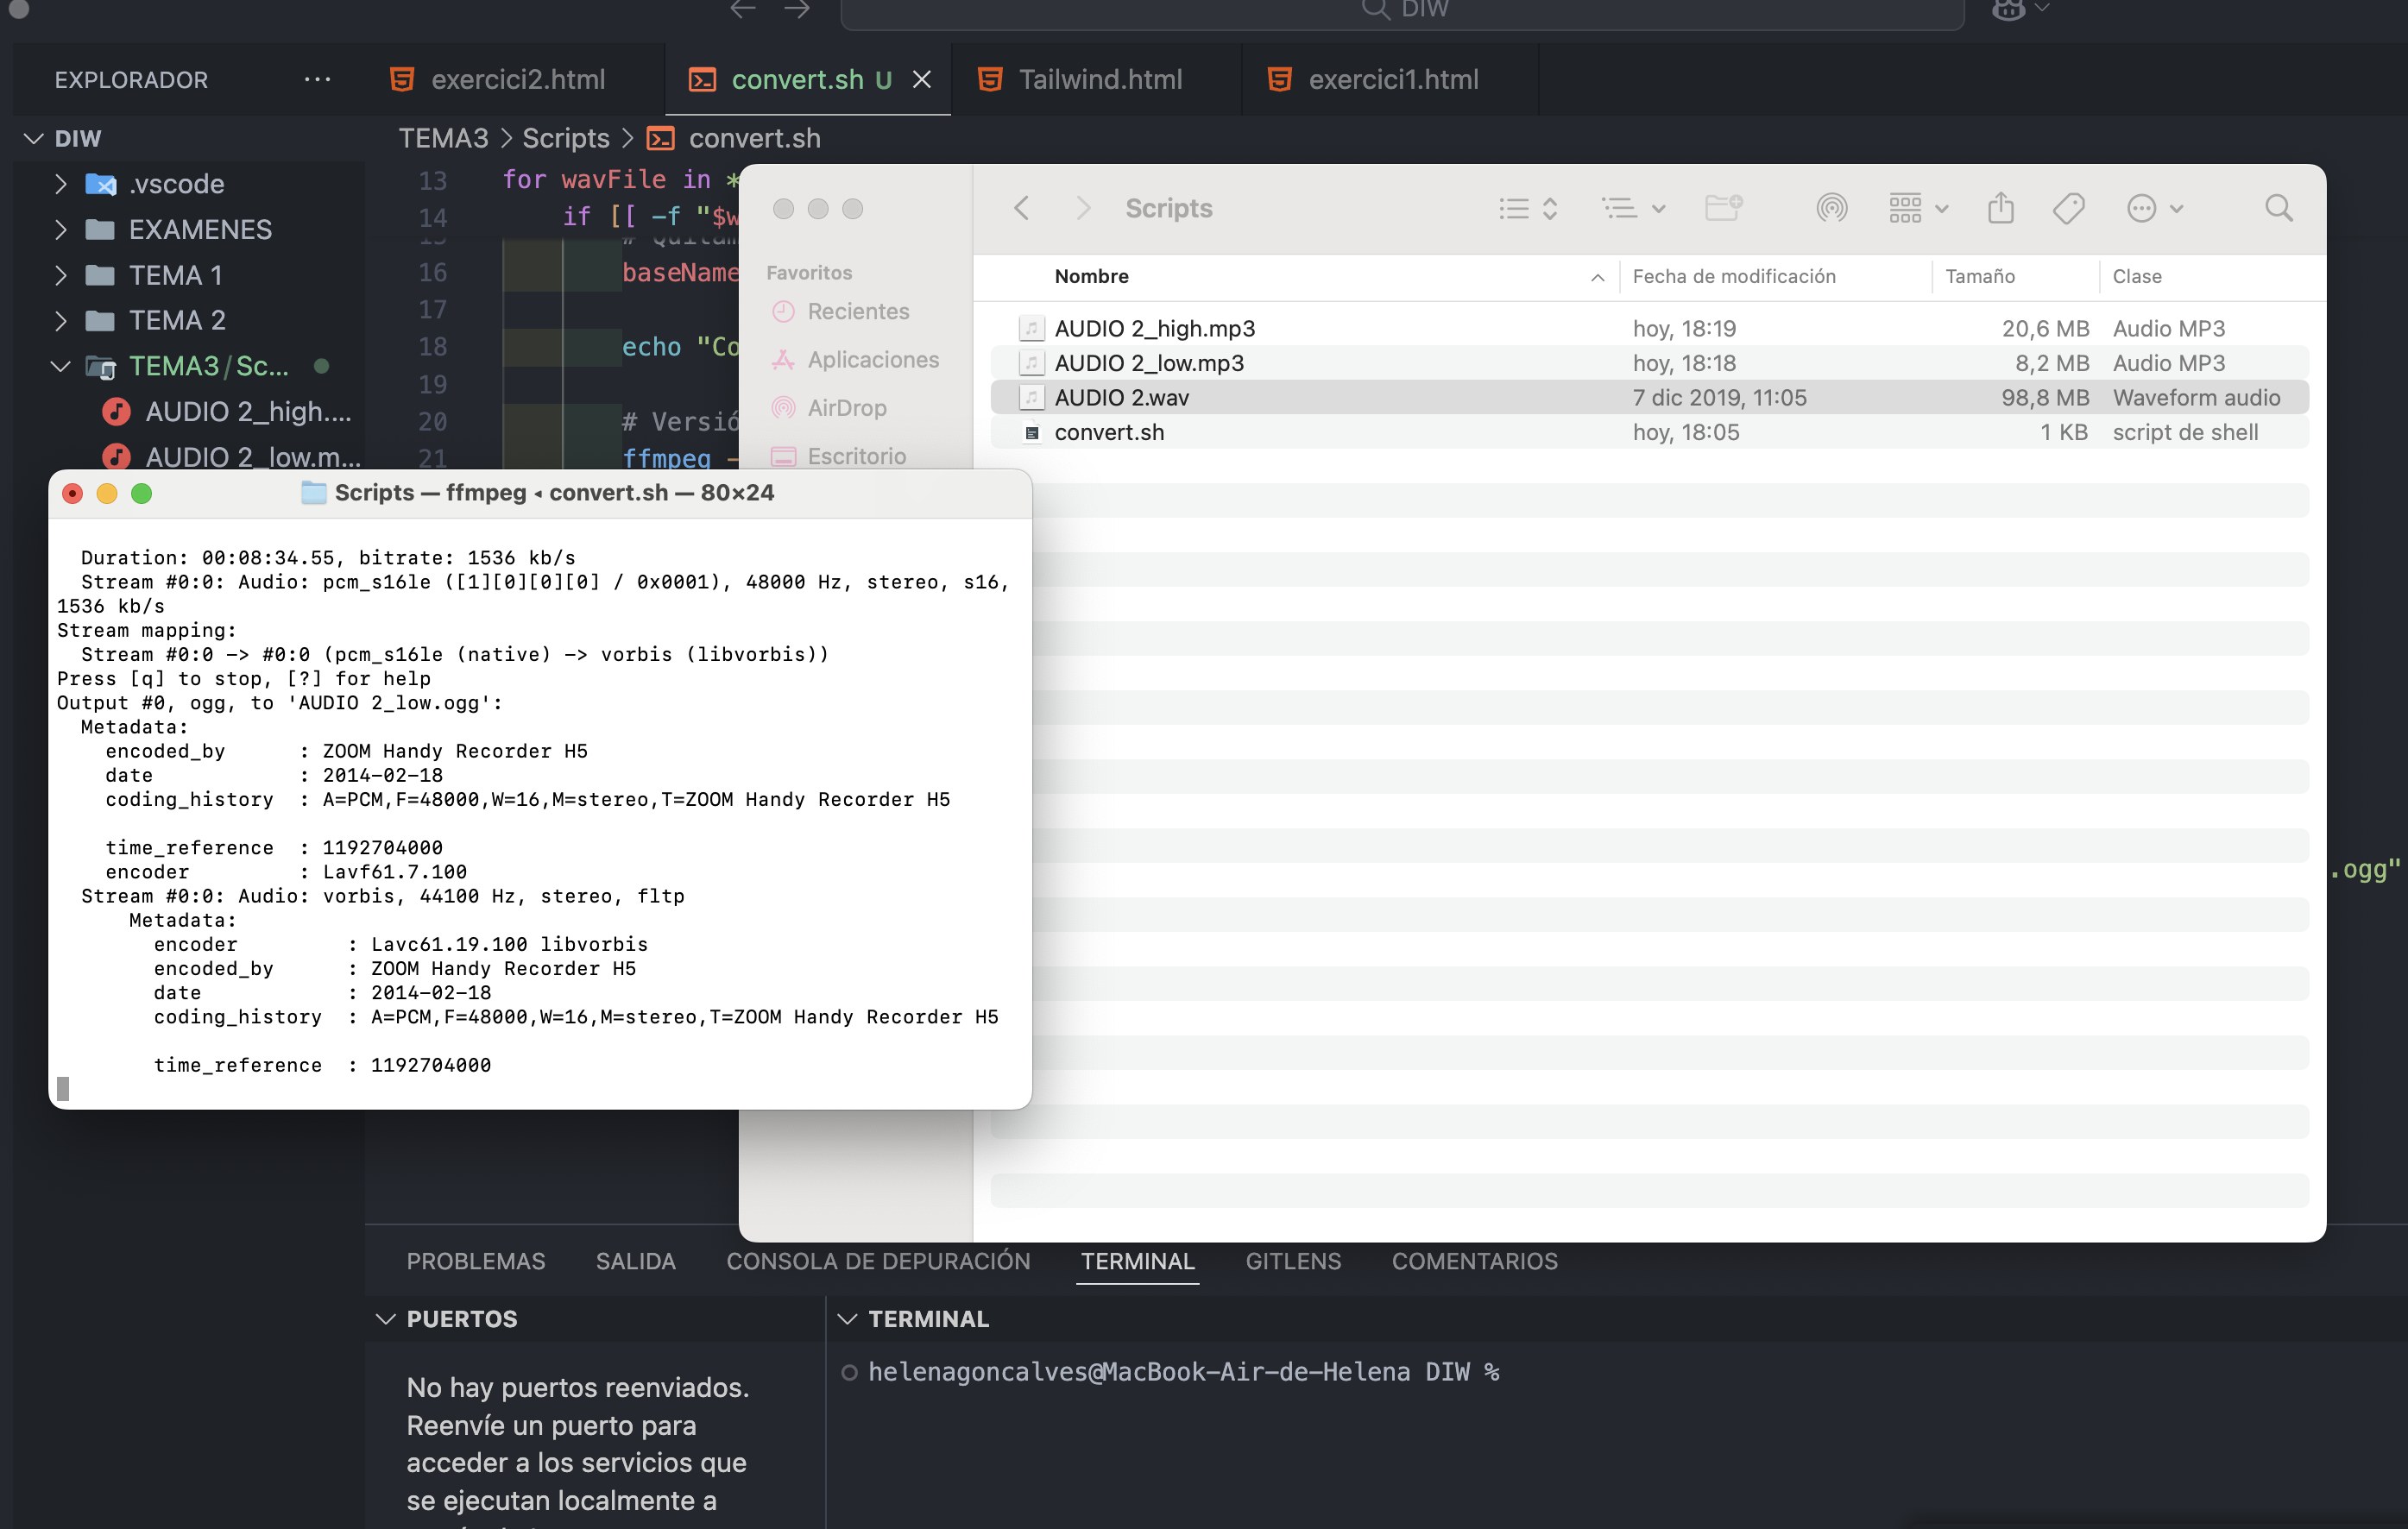 DIW
EXPLORADOR ···
exercici2.html
convert.sh U
Tailwind.html
exercici1.html
DIW
.vscode
EXAMENES
TEMA 1
TEMA 2
TEMA3/Sc...
AUDIO 2_high....
AUDIO 2_low.m...
TEMA3 > Scripts > convert.sh
13 for wavFile in *
14 if [[ -f "$w
15 # Quitam
16 baseName
17
18 echo "Co
19
20 # Versió
21 ffmpeg -
.ogg"
Scripts
Favoritos
Recientes
Aplicaciones
AirDrop
Escritorio
Nombre Fecha de modificación Tamaño Clase
AUDIO 2_high.mp3 hoy, 18:19 20,6 MB Audio MP3
AUDIO 2_low.mp3 hoy, 18:18 8,2 MB Audio MP3
AUDIO 2.wav 7 dic 2019, 11:05 98,8 MB Waveform audio
convert.sh hoy, 18:05 1 KB script de shell
Scripts — ffmpeg ◂ convert.sh — 80×24
Duration: 00:08:34.55, bitrate: 1536 kb/s
Stream #0:0: Audio: pcm_s16le ([1][0][0][0] / 0x0001), 48000 Hz, stereo, s16,
1536 kb/s
Stream mapping:
Stream #0:0 -> #0:0 (pcm_s16le (native) -> vorbis (libvorbis))
Press [q] to stop, [?] for help
Output #0, ogg, to 'AUDIO 2_low.ogg':
Metadata:
encoded_by : ZOOM Handy Recorder H5
date : 2014-02-18
coding_history : A=PCM,F=48000,W=16,M=stereo,T=ZOOM Handy Recorder H5
time_reference : 1192704000
encoder : Lavf61.7.100
Stream #0:0: Audio: vorbis, 44100 Hz, stereo, fltp
Metadata:
encoder : Lavc61.19.100 libvorbis
encoded_by : ZOOM Handy Recorder H5
date : 2014-02-18
coding_history : A=PCM,F=48000,W=16,M=stereo,T=ZOOM Handy Recorder H5
time_reference : 1192704000
PROBLEMAS SALIDA CONSOLA DE DEPURACIÓN TERMINAL GITLENS COMENTARIOS
PUERTOS
No hay puertos reenviados.
Reenvíe un puerto para
acceder a los servicios que
se ejecutan localmente a
TERMINAL
helenagoncalves@MacBook-Air-de-Helena DIW %